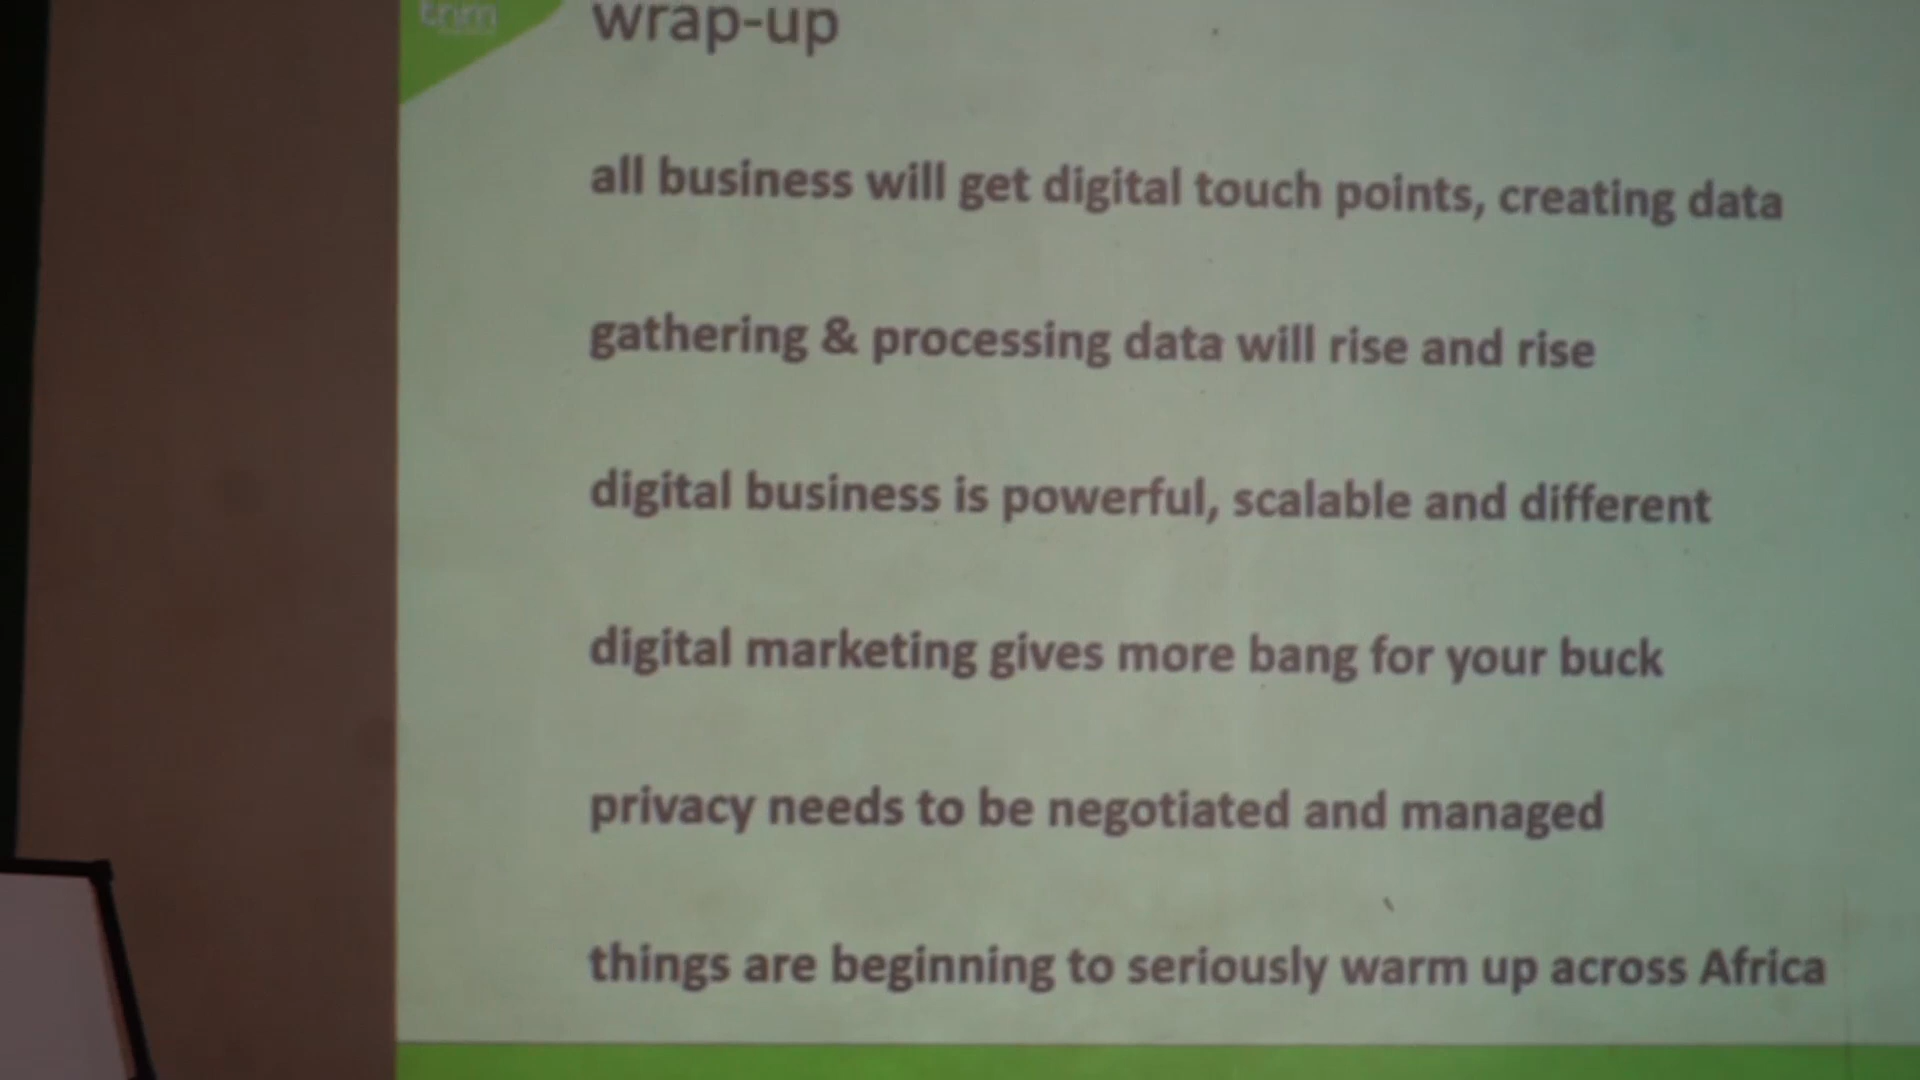 trim
wrap-up
all business will get digital touch points, creating data
gathering & processing data will rise and rise
digital business is powerful, scalable and different
digital marketing gives more bang for your buck
privacy needs to be negotiated and managed
things are beginning to seriously warm up across Africa